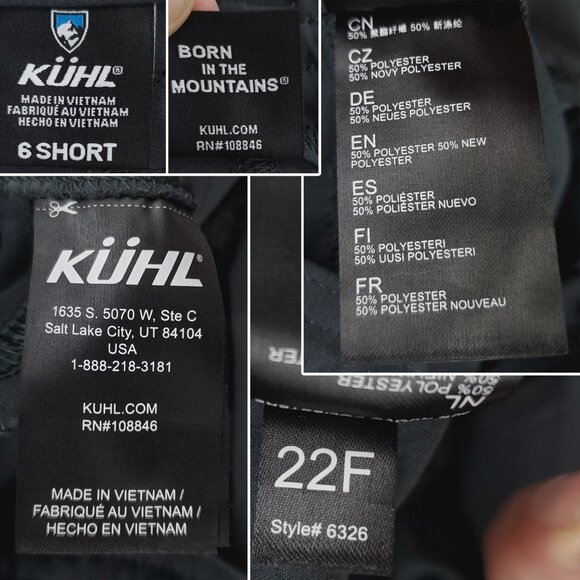 KÜHL®
MADE IN VIETNAM
FABRIQUÉ AU VIETNAM
HECHO EN VIETNAM
6 SHORT
BORN
IN THE
MOUNTAINS®
KUHL.COM
RN#108846
CN
50% 聚酯纤维 50% 新涤纶
CZ
50% POLYESTER
50% NOVÝ POLYESTER
DE
50% POLYESTER
50% NEUES POLYESTER
EN
50% POLYESTER 50% NEW
POLYESTER
ES
50% POLIÉSTER
50% POLIÉSTER NUEVO
FI
50% POLYESTERI
50% UUSI POLYESTERI
FR
50% POLYESTER
50% POLYESTER NOUVEAU
KÜHL®
1635 S. 5070 W, Ste C
Salt Lake City, UT 84104
USA
1-888-218-3181
KUHL.COM
RN#108846
MADE IN VIETNAM /
FABRIQUÉ AU VIETNAM /
HECHO EN VIETNAM
NL
50% POLYESTER
22F
Style# 6326